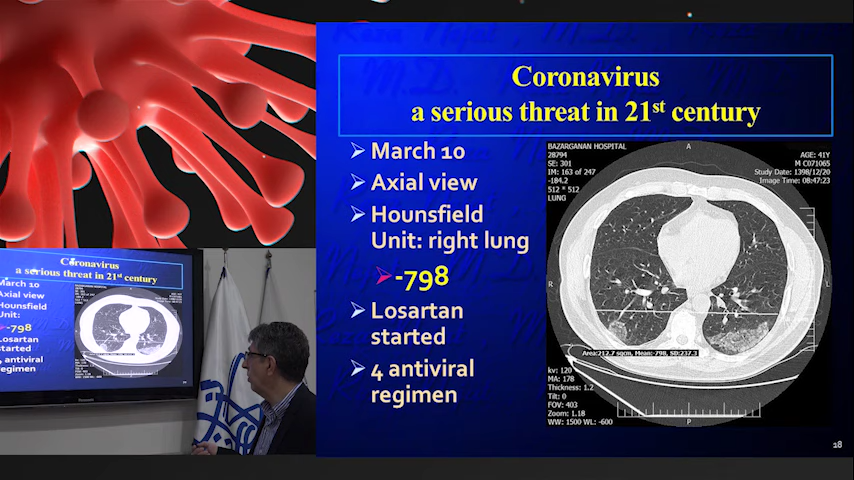 Coronavirus
a serious threat in 21st century
March 10
Axial view
Hounsfield
Unit: right lung
-798
Losartan
started
4 antiviral
regimen
BAZARGANAN HOSPITAL
28794
SE: 301
IM: 163 of 247
-184.2
512 * 512
LUNG
A
AGE: 41Y
M C071065
Study Date: 1398/12/20
Image Time: 08:47:23
R
L
Area:212.7 sqcm, Mean:-798, SD:237.3
kv: 120
MA: 178
Thickness: 1.2
Tilt: 0
FOV: 403
Zoom: 1.18
WW: 1500 WL: -600
P
18
Coronavirus
a serious threat in 21st century
March 10
Axial view
Hounsfield
Unit:
-798
Losartan
started
4 antiviral
regimen